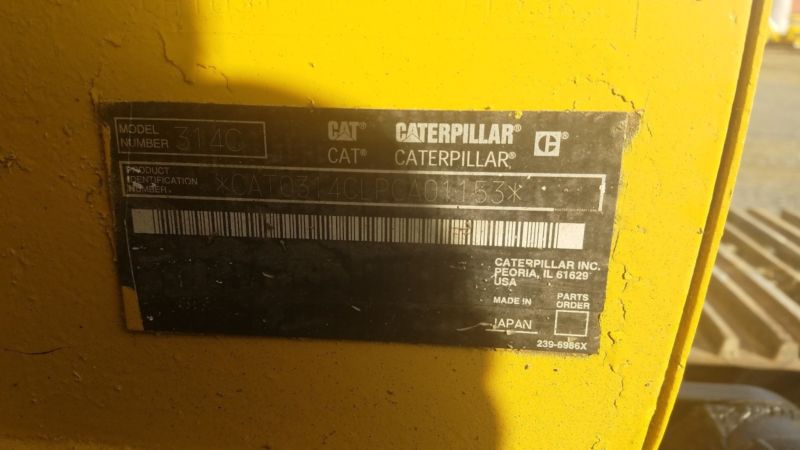 MODEL NUMBER 314C
CAT® CATERPILLAR®
CAT® CATERPILLAR®
PRODUCT IDENTIFICATION NUMBER *CAT0314CLPCA01153*
CATERPILLAR INC.
PEORIA, IL 61629
USA
MADE IN
PARTS ORDER
JAPAN
239-5956X